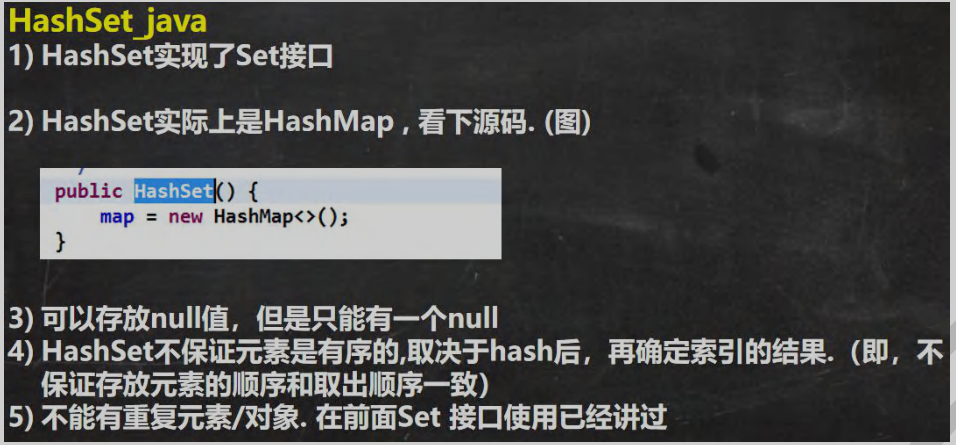 HashSet_java
1) HashSet实现了Set接口
2) HashSet实际上是HashMap , 看下源码. (图)
public HashSet() {
map = new HashMap<>();
}
3) 可以存放null值，但是只能有一个null
4) HashSet不保证元素是有序的,取决于hash后，再确定索引的结果.（即，不
保证存放元素的顺序和取出顺序一致）
5) 不能有重复元素/对象. 在前面Set 接口使用已经讲过